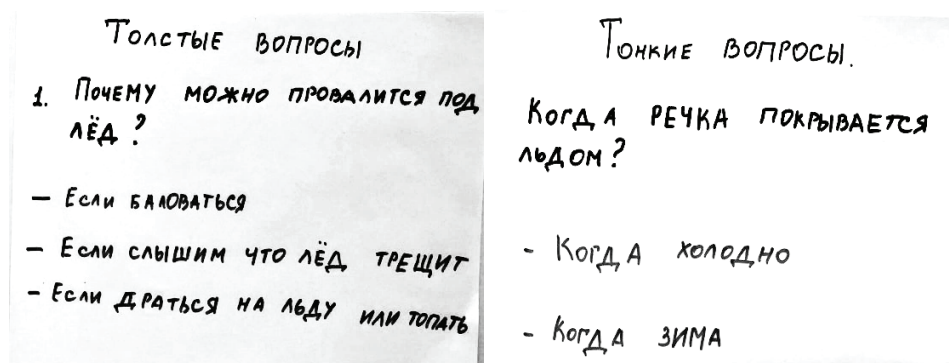 Толстые вопросы
1. Почему можно провалится под
лёд?
– Если баловаться
– Если слышим что лёд трещит
– Если драться на льду или топать
Тонкие вопросы.
Когда речка покрывается
льдом?
- Когда холодно
- Когда зима